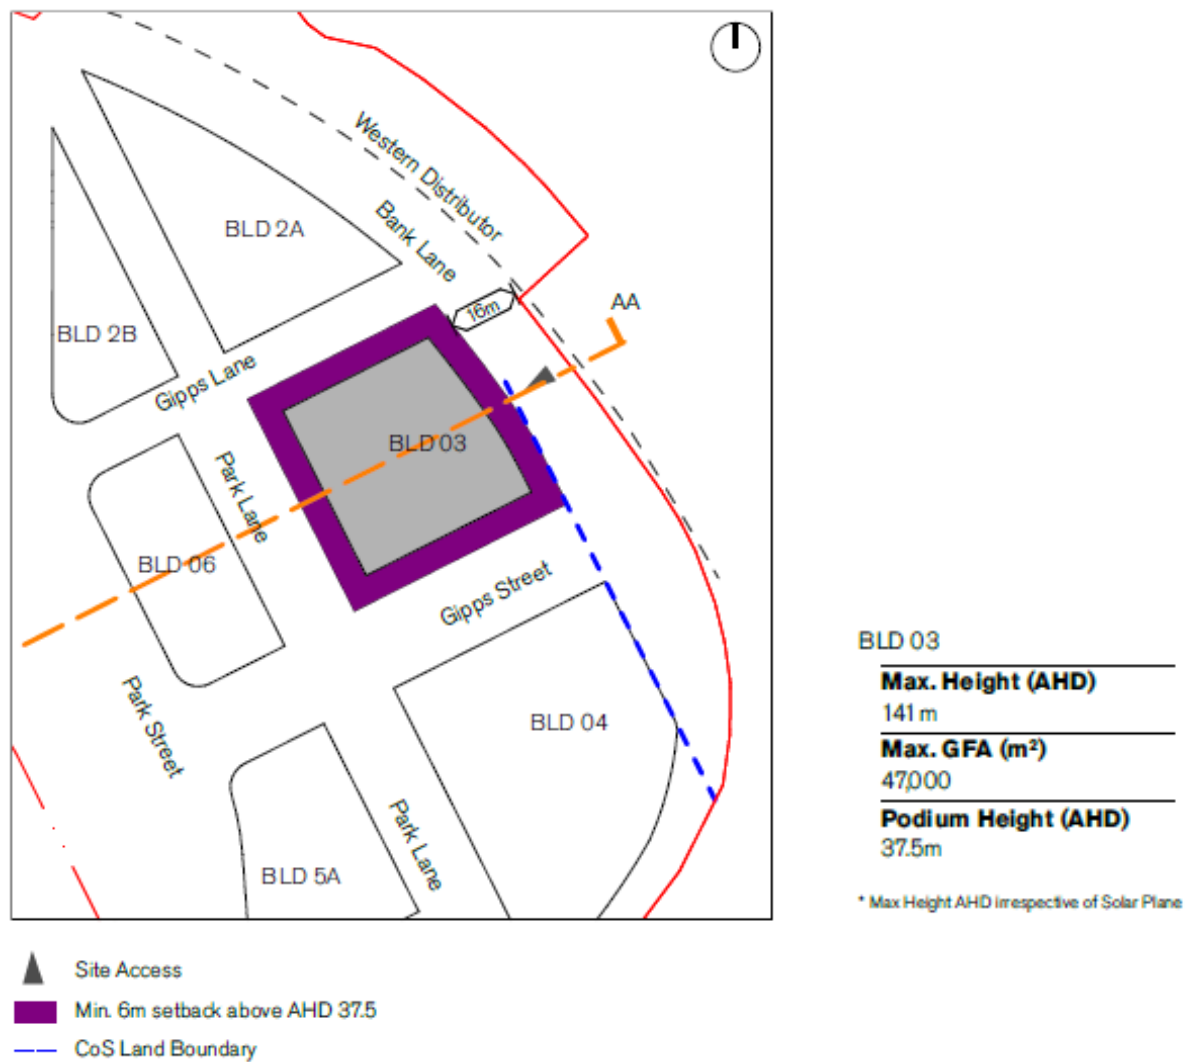 Western Distributor
Bank Lane
BLD 2A
16m
AA
BLD 2B
Gipps Lane
BLD 03
Park Lane
BLD 06
Gipps Street
Park Street
BLD 04
Park Lane
BLD 5A
BLD 03
Max. Height (AHD)
141 m
Max. GFA (m²)
47,000
Podium Height (AHD)
37.5m
* Max Height AHD irrespective of Solar Plane
Site Access
Min. 6m setback above AHD 37.5
CoS Land Boundary